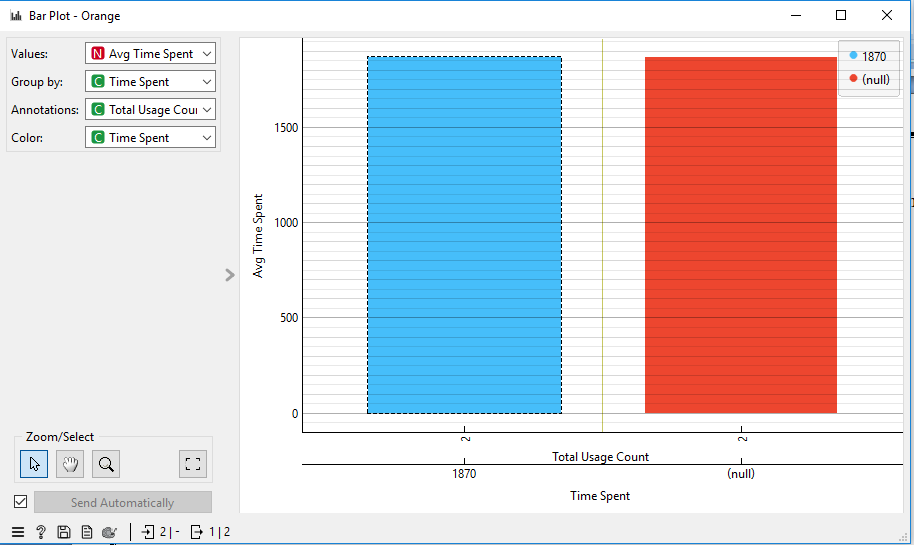 Bar Plot - Orange
Values: N Avg Time Spent
Group by: C Time Spent
Annotations: C Total Usage Cou
Color: C Time Spent
Zoom/Select
Send Automatically
2 | - 1 | 2
1870
(null)
Avg Time Spent
1500
1000
500
0
2 2
Total Usage Count
1870 (null)
Time Spent